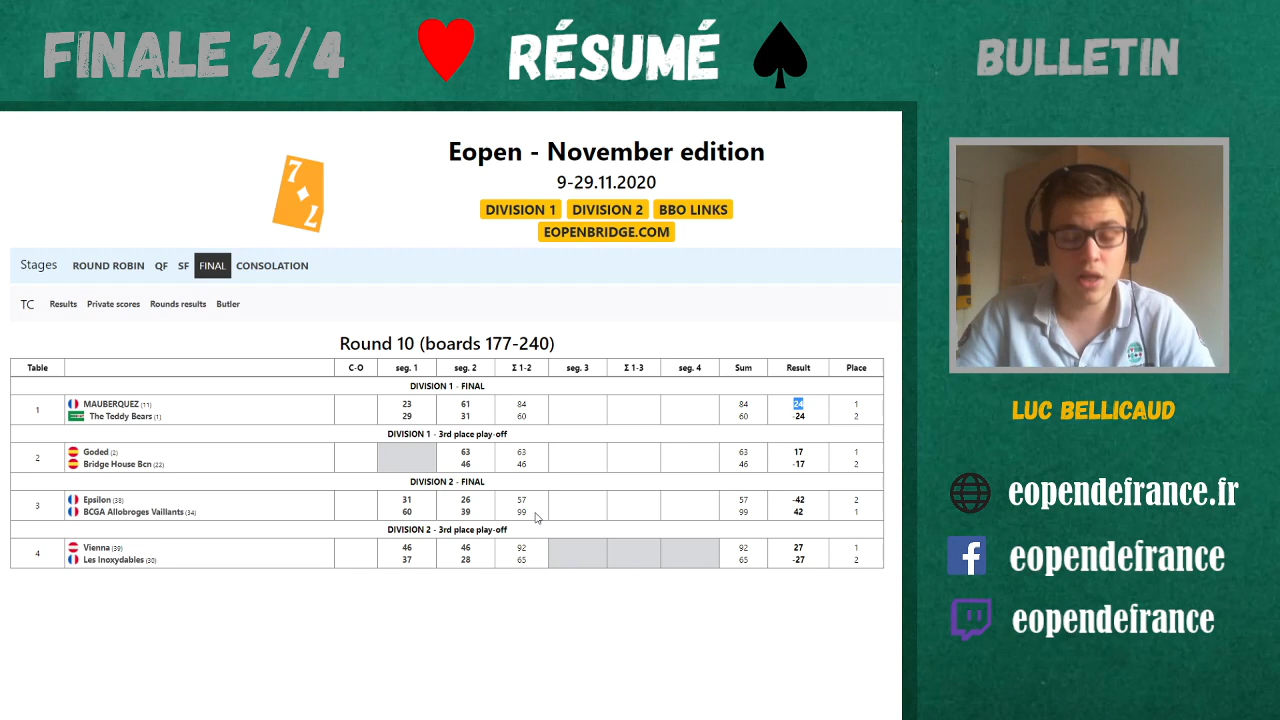 FINALE 2/4
RÉSUMÉ
BULLETIN
7
7
Eopen - November edition
9-29.11.2020
DIVISION 1 DIVISION 2 BBO LINKS
EOPENBRIDGE.COM
Stages ROUND ROBIN QF SF FINAL CONSOLATION
TC Results Private scores Rounds results Butler
Round 10 (boards 177-240)
Table C-O seg. 1 seg. 2 Σ 1-2 seg. 3 Σ 1-3 seg. 4 Sum Result Place
DIVISION 1 - FINAL
1
MAUBERQUEZ (11) 23 61 84 84 24 1
The Teddy Bears (1) 29 31 60 60 -24 2
DIVISION 1 - 3rd place play-off
2
Goded (2) 63 63 63 17 1
Bridge House Bcn (22) 46 46 46 -17 2
DIVISION 2 - FINAL
3
Epsilon (38) 31 26 57 57 -42 2
BCGA Allobroges Vaillants (34) 60 39 99 99 42 1
DIVISION 2 - 3rd place play-off
4
Vienna (39) 46 46 92 92 27 1
Les Inoxydables (30) 37 28 65 65 -27 2
LUC BELLICAUD
eopendefrance.fr
eopendefrance
eopendefrance